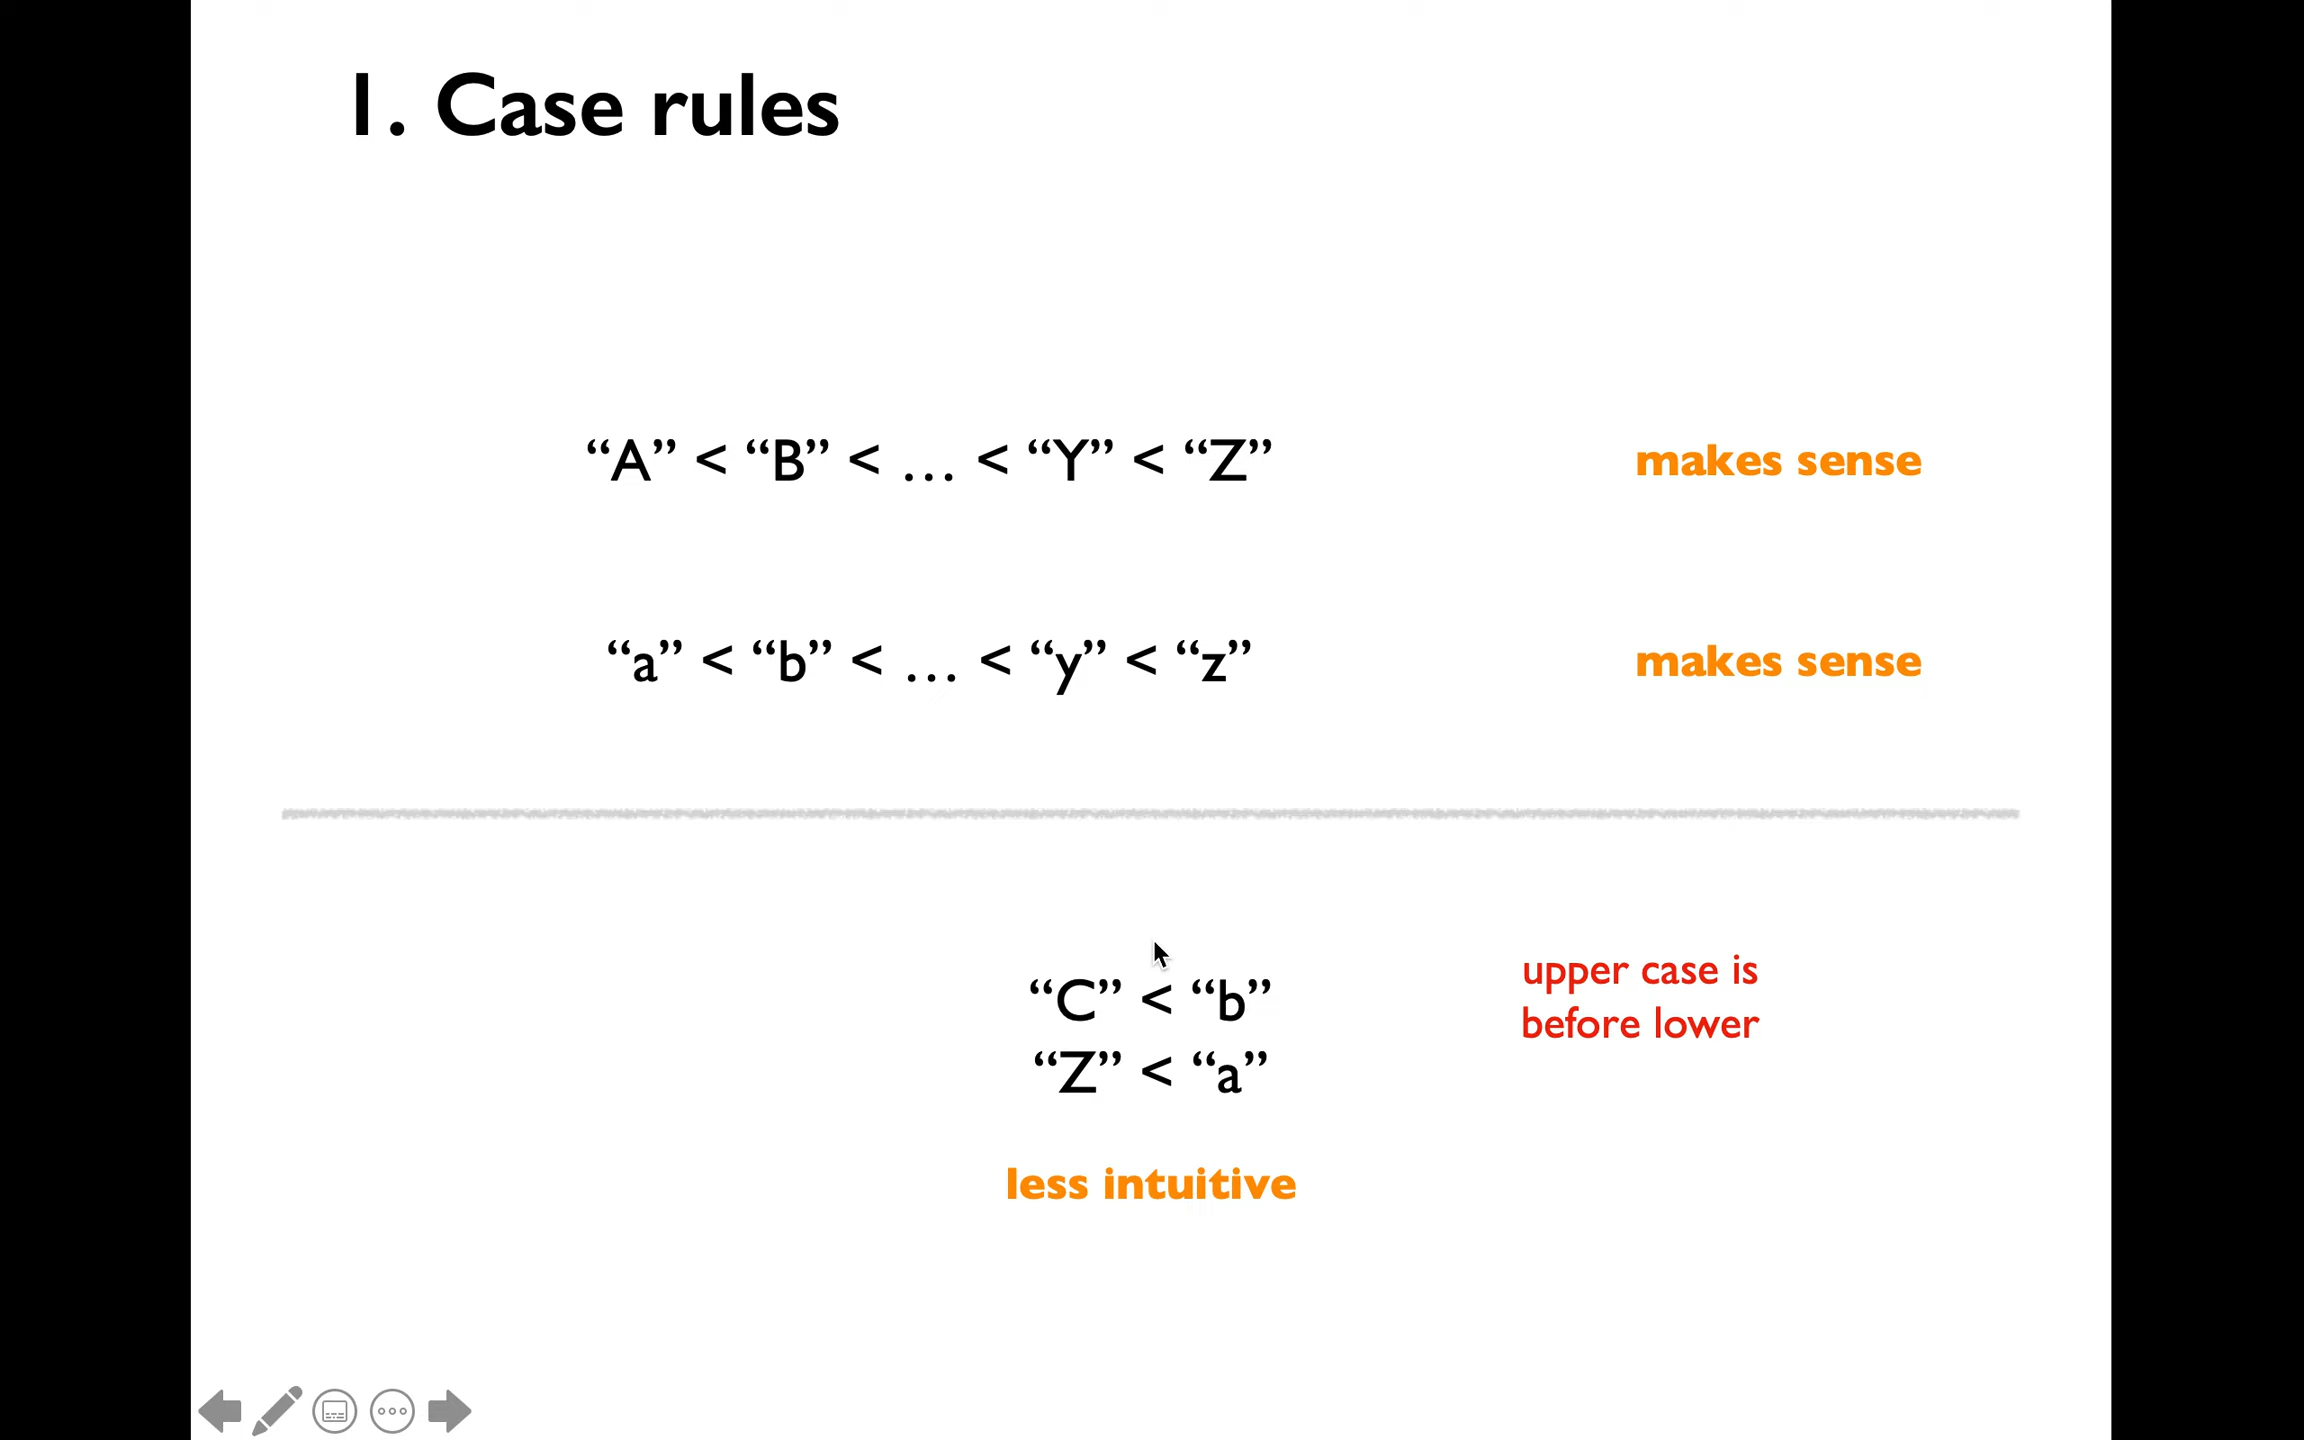 1. Case rules
“A” < “B” < … < “Y” < “Z”
makes sense
“a” < “b” < … < “y” < “z”
makes sense
“C” < “b”
“Z” < “a”
upper case is
before lower
less intuitive